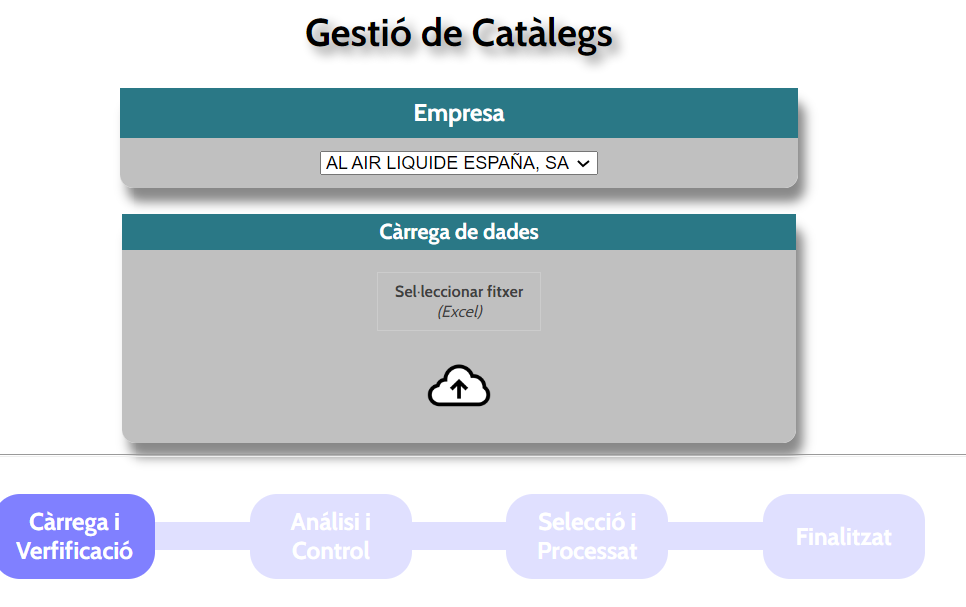 Gestió de Catàlegs
Empresa
AL AIR LIQUIDE ESPAÑA, SA
Càrrega de dades
Sel·leccionar fitxer
(Excel)
Càrrega i
Verfificació
Análisi i
Control
Selecció i
Processat
Finalitzat